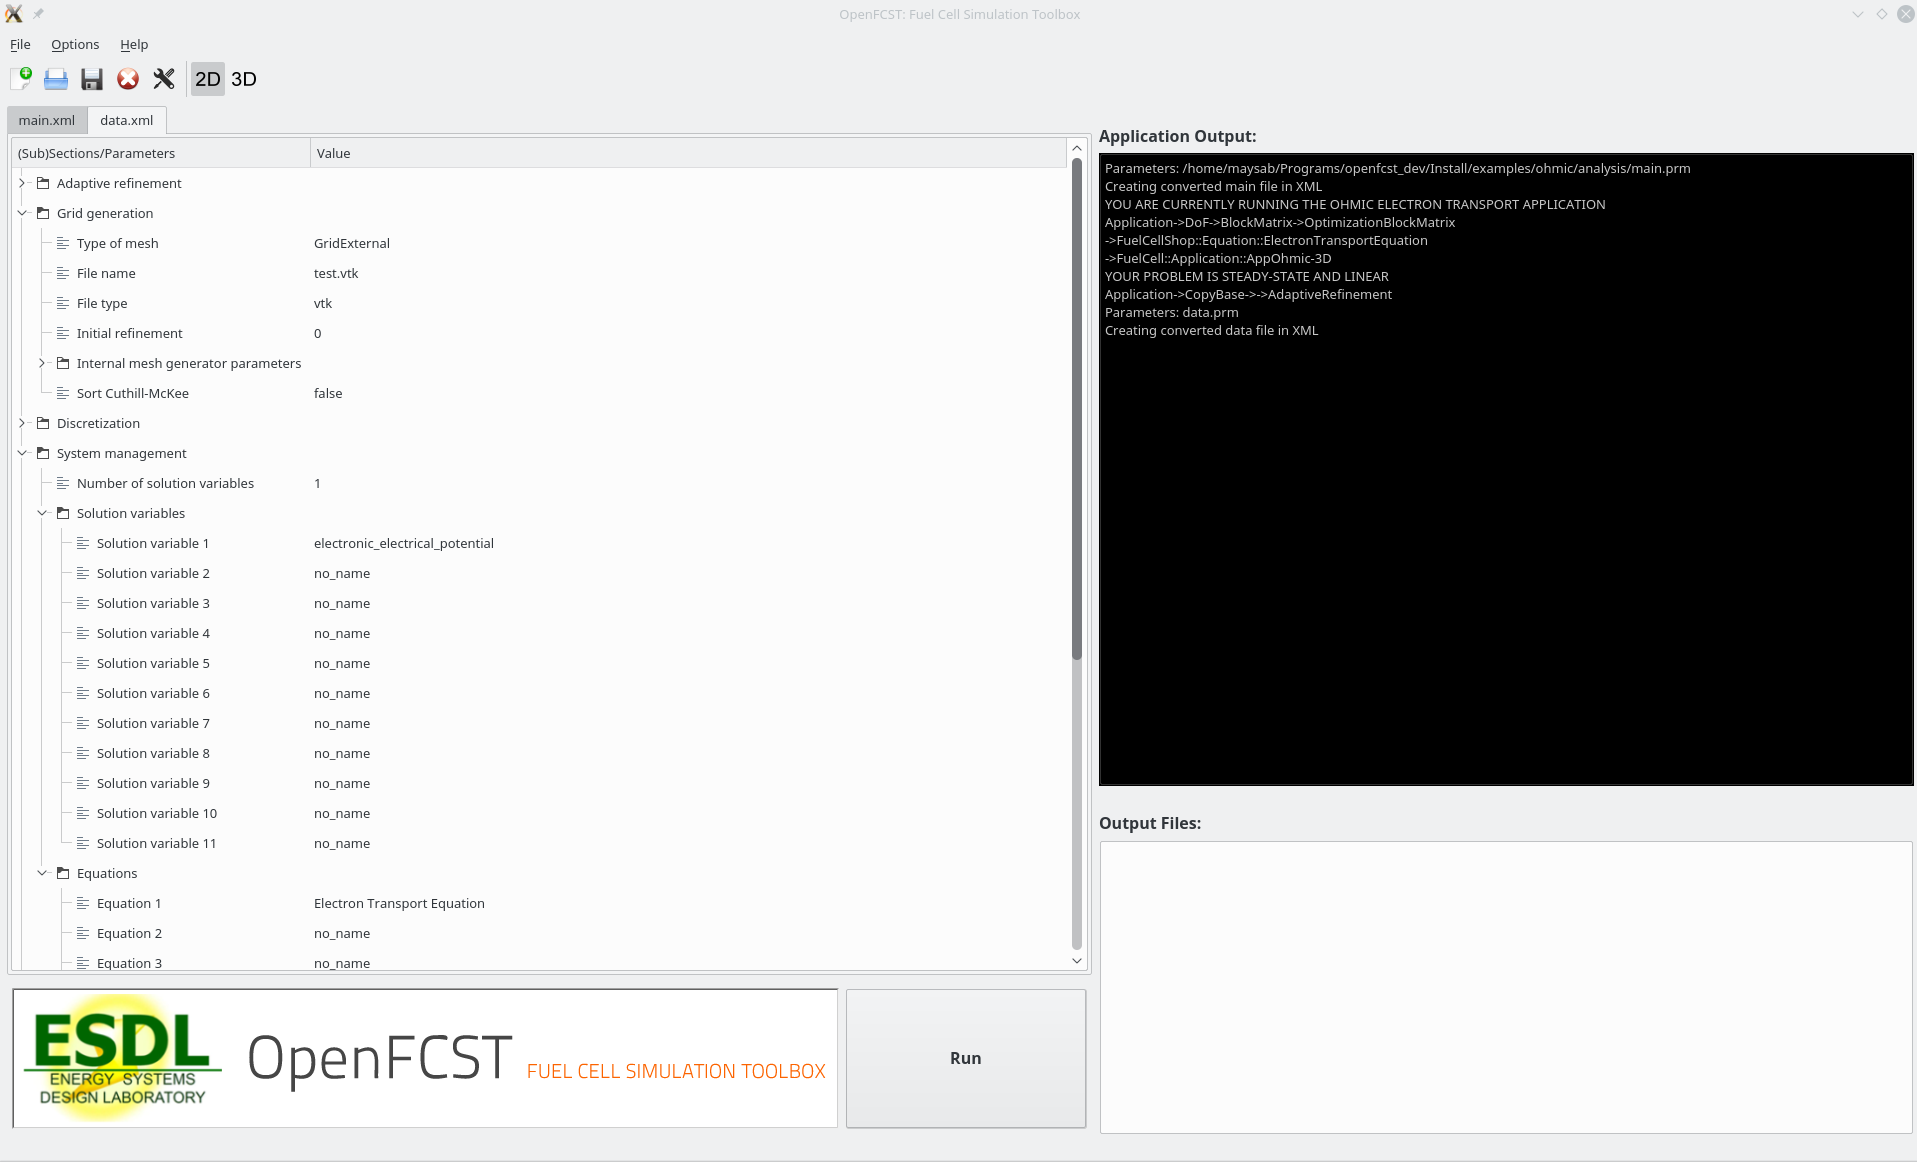 OpenFCST: Fuel Cell Simulation Toolbox
File Options Help
2D 3D
main.xml data.xml
(Sub)Sections/Parameters Value
Adaptive refinement
Grid generation
Type of mesh GridExternal
File name test.vtk
File type vtk
Initial refinement 0
Internal mesh generator parameters
Sort Cuthill-McKee false
Discretization
System management
Number of solution variables 1
Solution variables
Solution variable 1 electronic_electrical_potential
Solution variable 2 no_name
Solution variable 3 no_name
Solution variable 4 no_name
Solution variable 5 no_name
Solution variable 6 no_name
Solution variable 7 no_name
Solution variable 8 no_name
Solution variable 9 no_name
Solution variable 10 no_name
Solution variable 11 no_name
Equations
Equation 1 Electron Transport Equation
Equation 2 no_name
Equation 3 no_name
ESDL
ENERGY SYSTEMS
DESIGN LABORATORY
OpenFCST FUEL CELL SIMULATION TOOLBOX
Run
Application Output:
Parameters: /home/maysab/Programs/openfcst_dev/Install/examples/ohmic/analysis/main.prm
Creating converted main file in XML
YOU ARE CURRENTLY RUNNING THE OHMIC ELECTRON TRANSPORT APPLICATION
Application->DoF->BlockMatrix->OptimizationBlockMatrix
->FuelCellShop::Equation::ElectronTransportEquation
->FuelCell::Application::AppOhmic-3D
YOUR PROBLEM IS STEADY-STATE AND LINEAR
Application->CopyBase->->AdaptiveRefinement
Parameters: data.prm
Creating converted data file in XML
Output Files: